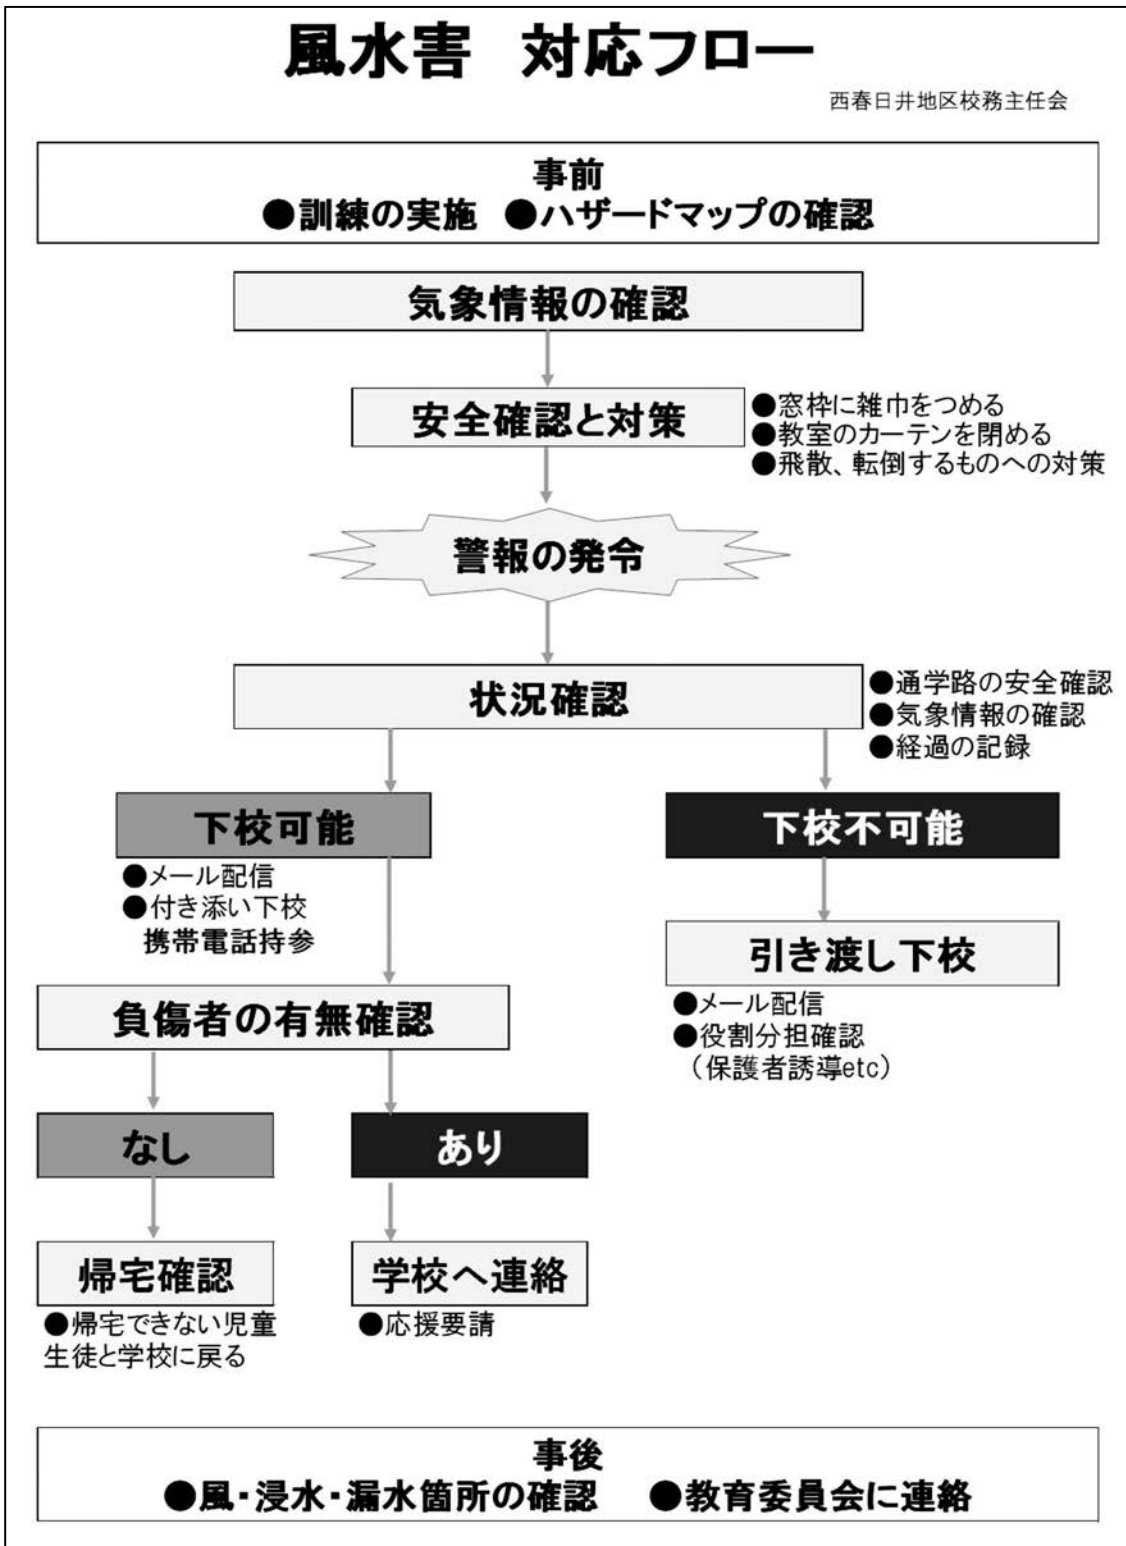 風水害 対応フロー
西春日井地区校務主任会
事前
●訓練の実施 ●ハザードマップの確認
気象情報の確認
安全確認と対策
●窓枠に雑巾をつめる
●教室のカーテンを閉める
●飛散、転倒するものへの対策
警報の発令
状況確認
●通学路の安全確認
●気象情報の確認
●経過の記録
下校可能
●メール配信
●付き添い下校
携帯電話持参
下校不可能
引き渡し下校
●メール配信
●役割分担確認
(保護者誘導etc)
負傷者の有無確認
なし
あり
帰宅確認
●帰宅できない児童
生徒と学校に戻る
学校へ連絡
●応援要請
事後
●風・浸水・漏水箇所の確認 ●教育委員会に連絡